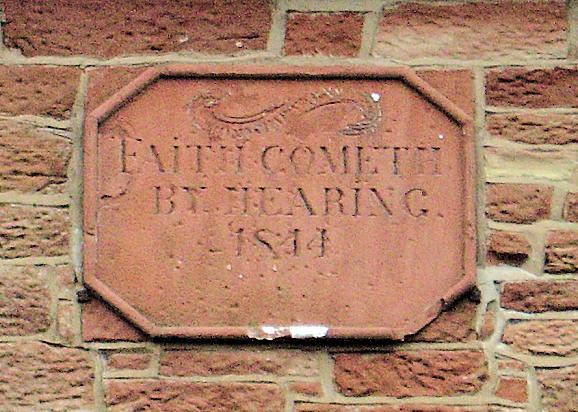 FAITH COMETH
BY HEARING.
1844